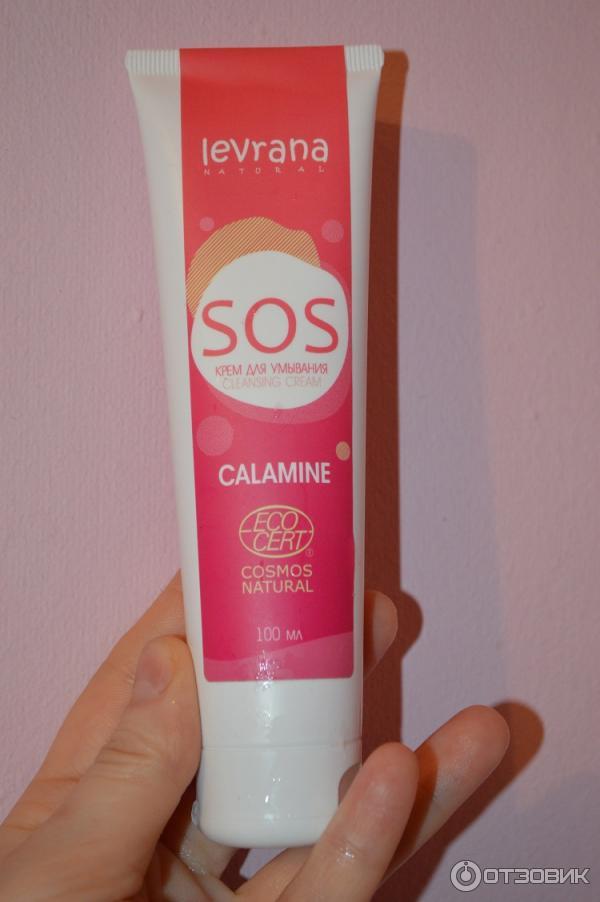 levrana
NATURAL
SOS
КРЕМ ДЛЯ УМЫВАНИЯ
CLEANSING CREAM
CALAMINE
ECO
CERT
®
COSMOS
NATURAL
100 мл
ОТЗОВИК